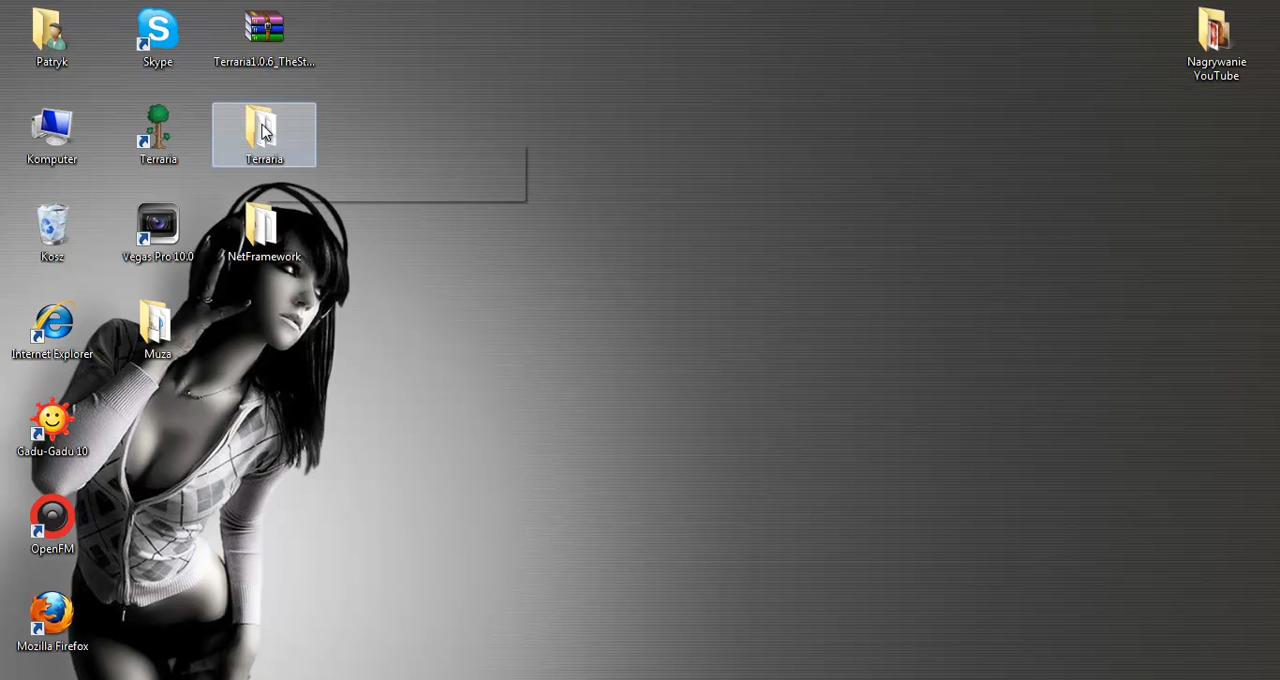 Patryk
Skype
Terraria1.0.6_TheSt...
Nagrywanie
YouTube
Komputer
Terraria
Terraria
Kosz
Vegas Pro 10.0
NetFramework
Internet Explorer
Muza
Gadu-Gadu 10
OpenFM
Mozilla Firefox